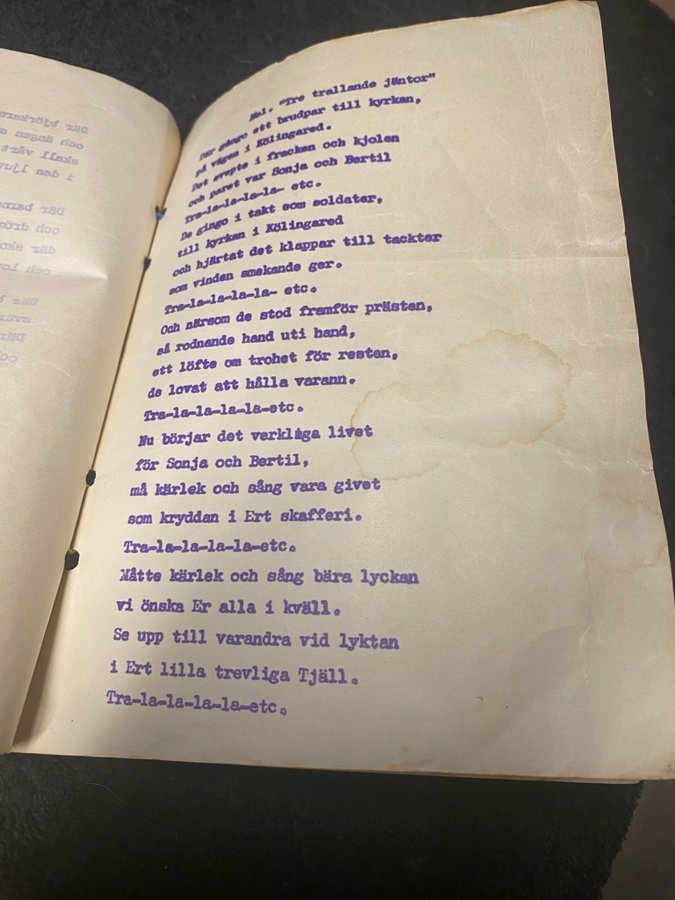 Mel. "Tre trallande jäntor"
Där gingo ett brudpar till kyrkan,
på vägen i Kölingared.
Det svepte i fracken och kjolen
och paret var Sonja och Bertil
Tra-la-la-la-la- etc.
De gingo i takt som soldater,
till kyrkan i Kölingared
och hjärtat det klappar till tackter
som vinden smekande ger.
Tra-la-la-la-la- etc.
Och närsom de stod framför prästen,
så rodnande hand uti hand,
ett löfte om trohet för resten,
de lovat att hålla varann.
Tra-la-la-la-la-etc.
Nu börjar det verkliga livet
för Sonja och Bertil,
må kärlek och sång vara givet
som kryddan i Ert skafferi.
Tra-la-la-la-la-etc.
Måtte kärlek och sång bära lyckan
vi önska Er alla i kväll.
Se upp till varandra vid lyktan
i Ert lilla trevliga Tjäll.
Tra-la-la-la-la-etc.